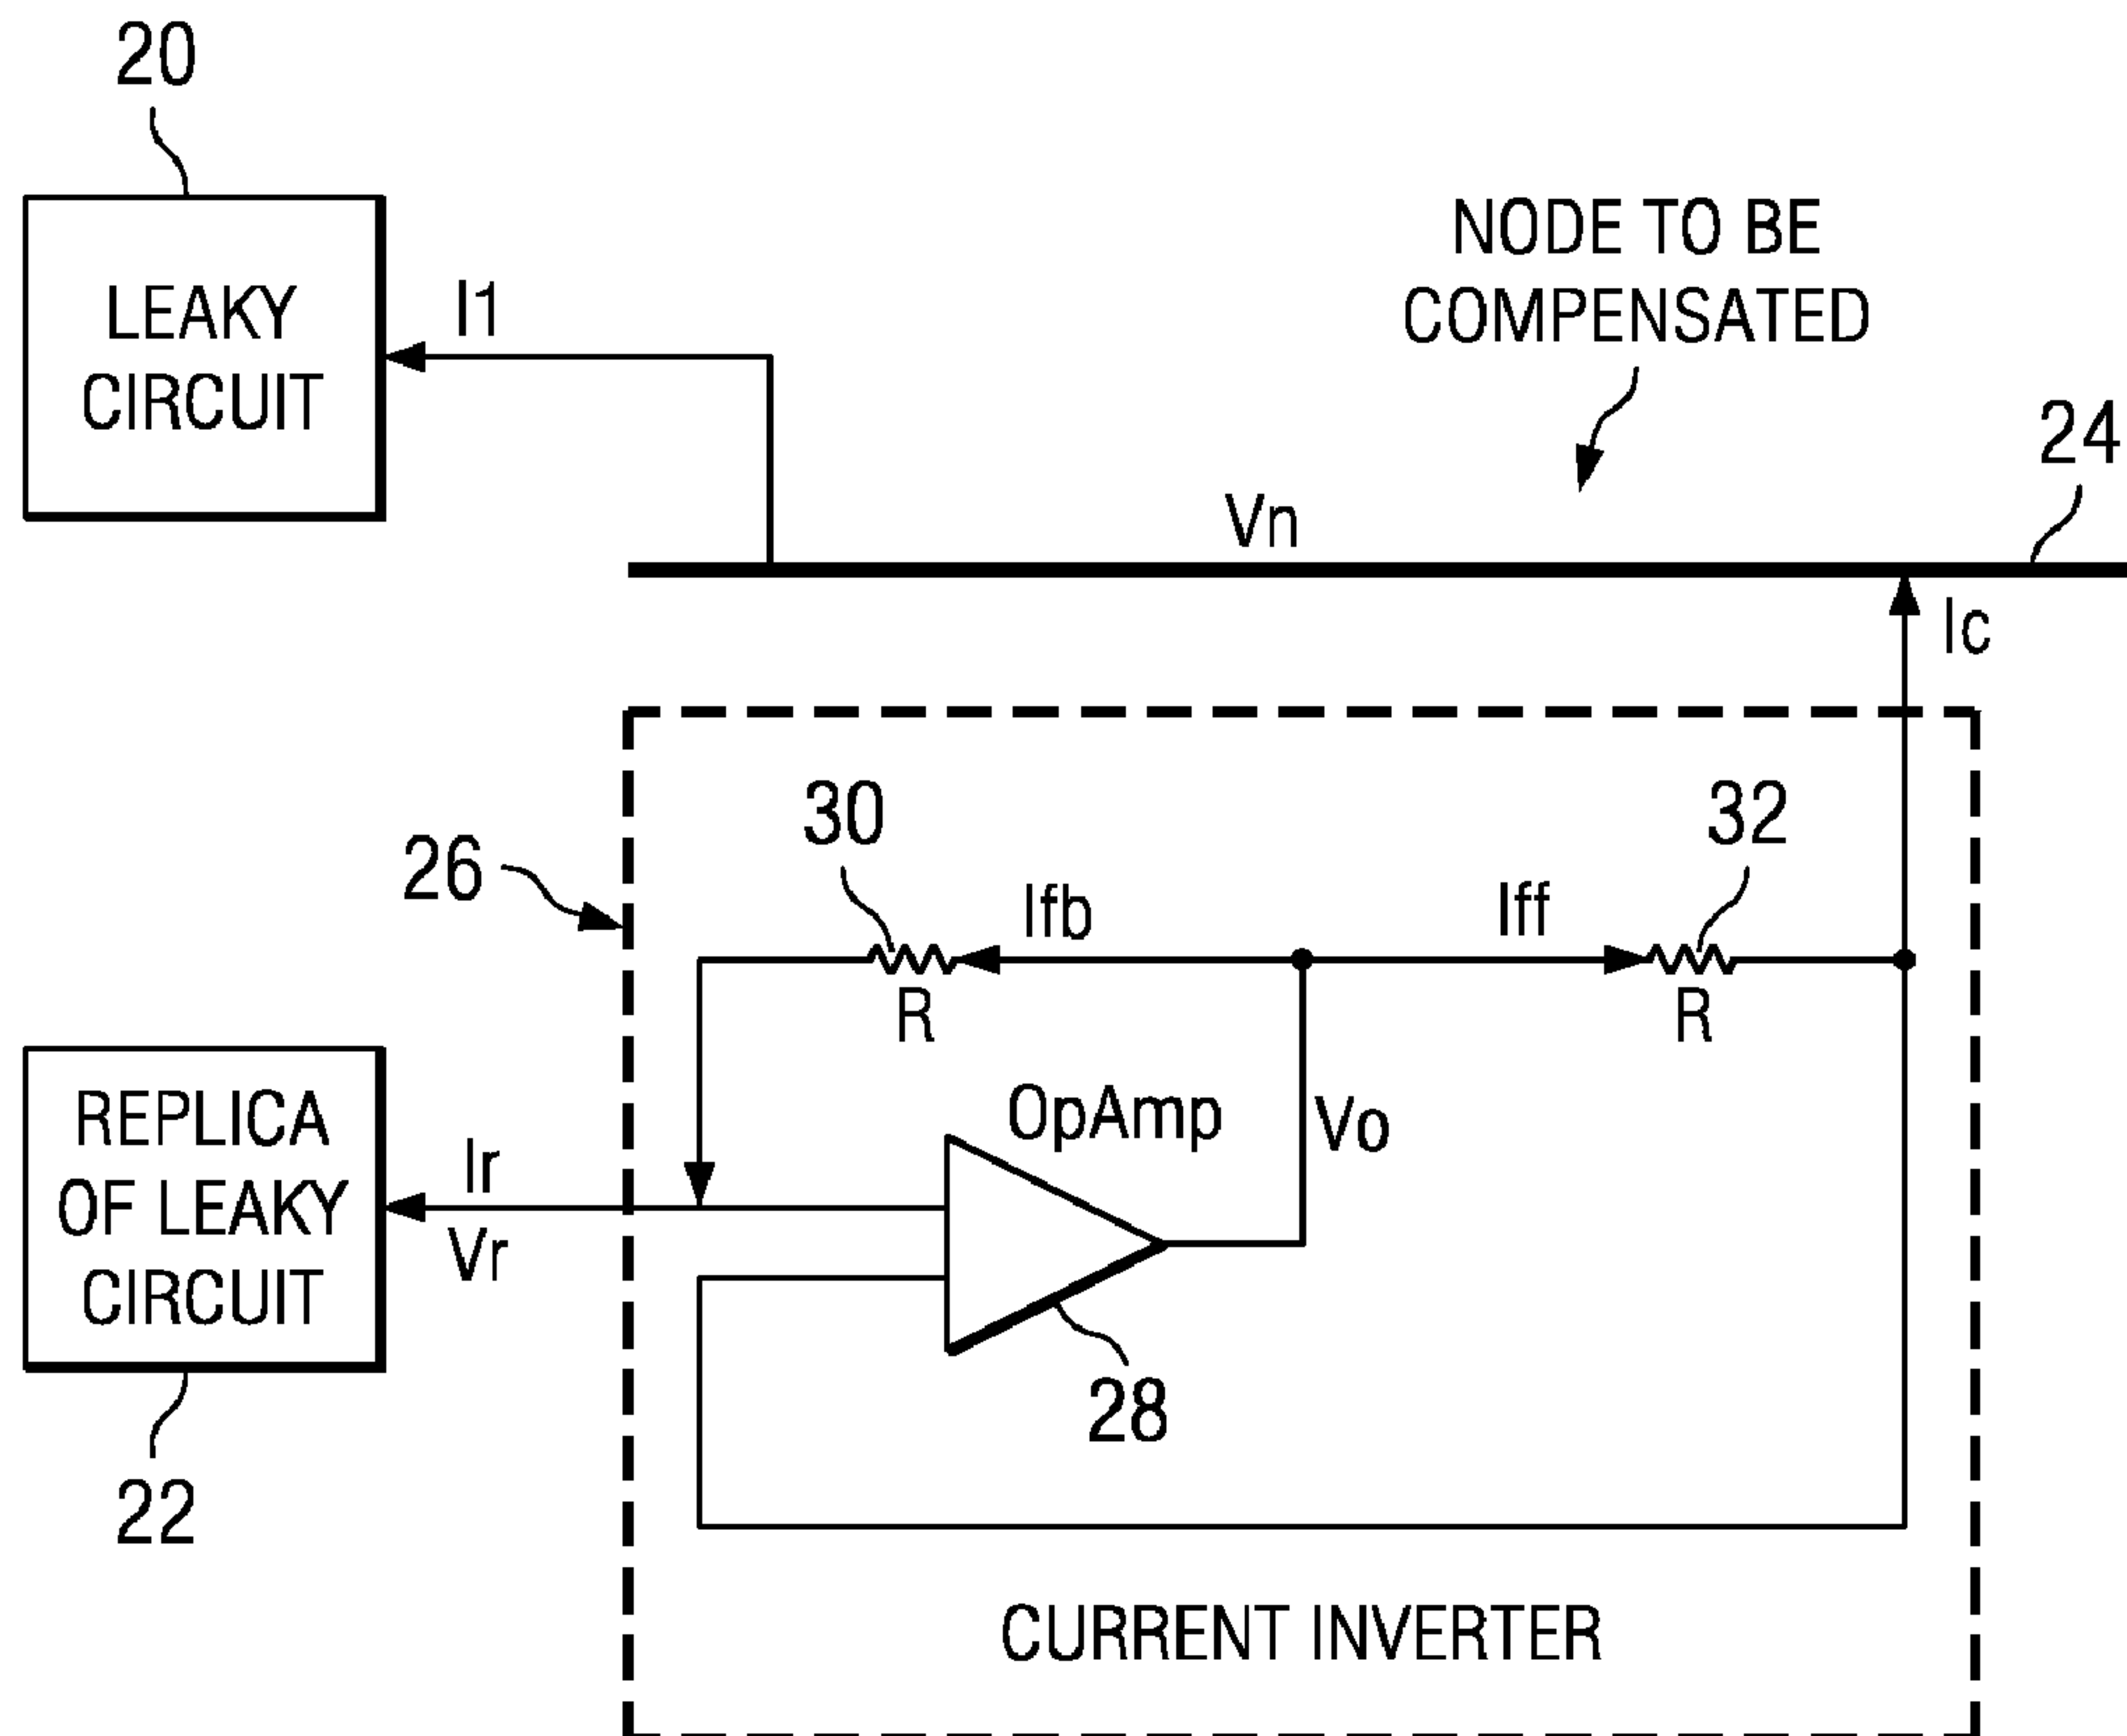 20
LEAKY
CIRCUIT
I1
NODE TO BE
COMPENSATED
24
Vn
Ic
26
30
32
Ifb
Iff
R
R
OpAmp
Vo
REPLICA
OF LEAKY
CIRCUIT
Ir
Vr
28
22
CURRENT INVERTER